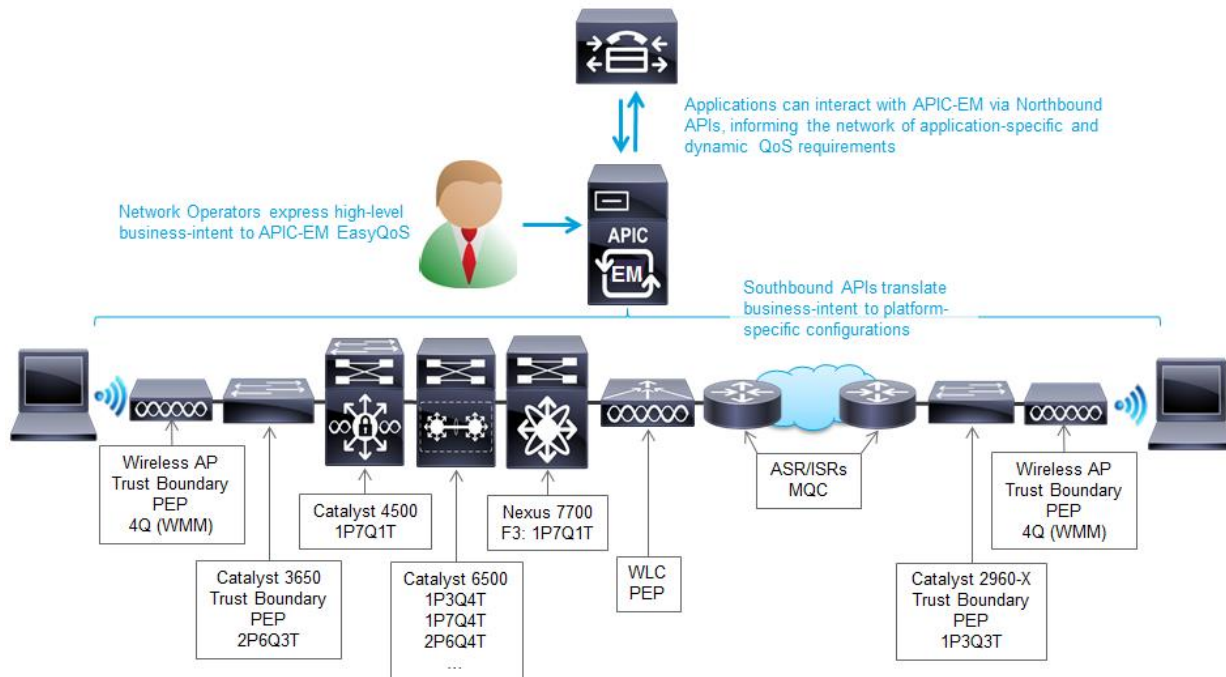 Applications can interact with APIC-EM via Northbound
APIs, informing the network of application-specific and
dynamic QoS requirements
Network Operators express high-level
business-intent to APIC-EM EasyQoS
APIC
EM
Southbound APIs translate
business-intent to platform-
specific configurations
Wireless AP
Trust Boundary
PEP
4Q (WMM)
Catalyst 3650
Trust Boundary
PEP
2P6Q3T
Catalyst 4500
1P7Q1T
Catalyst 6500
1P3Q4T
1P7Q4T
2P6Q4T
...
Nexus 7700
F3: 1P7Q1T
WLC
PEP
ASR/ISRs
MQC
Catalyst 2960-X
Trust Boundary
PEP
1P3Q3T
Wireless AP
Trust Boundary
PEP
4Q (WMM)